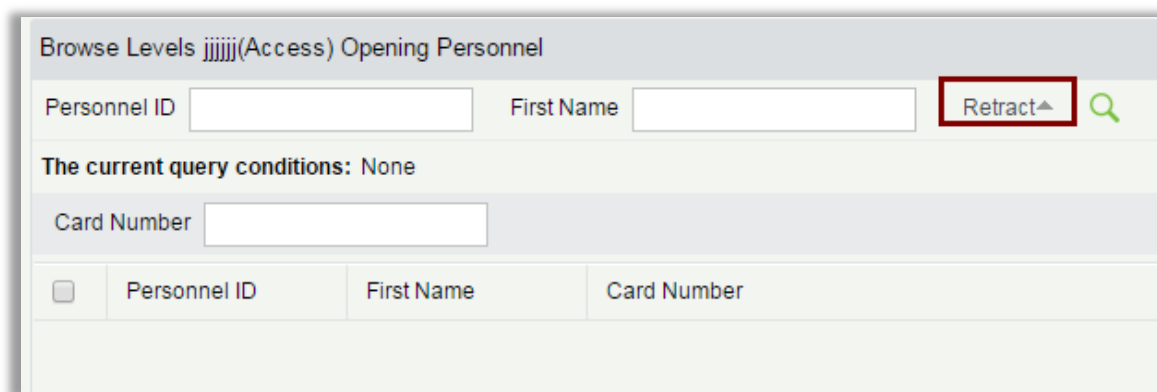 Browse Levels jjjjjj(Access) Opening Personnel
Personnel ID First Name Retract
The current query conditions: None
Card Number
Personnel ID First Name Card Number